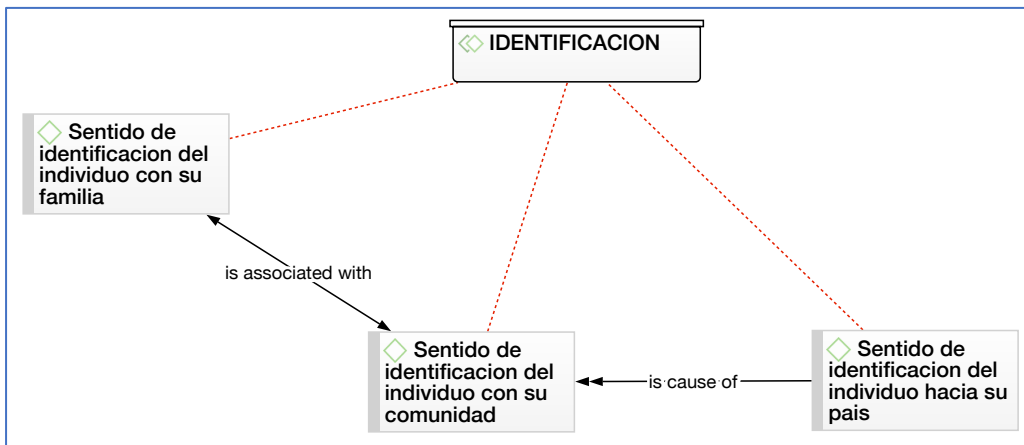 IDENTIFICACION
Sentido de
identificacion del
individuo con su
familia
is associated with
Sentido de
identificacion del
individuo con su
comunidad
is cause of
Sentido de
identificacion del
individuo hacia su
pais